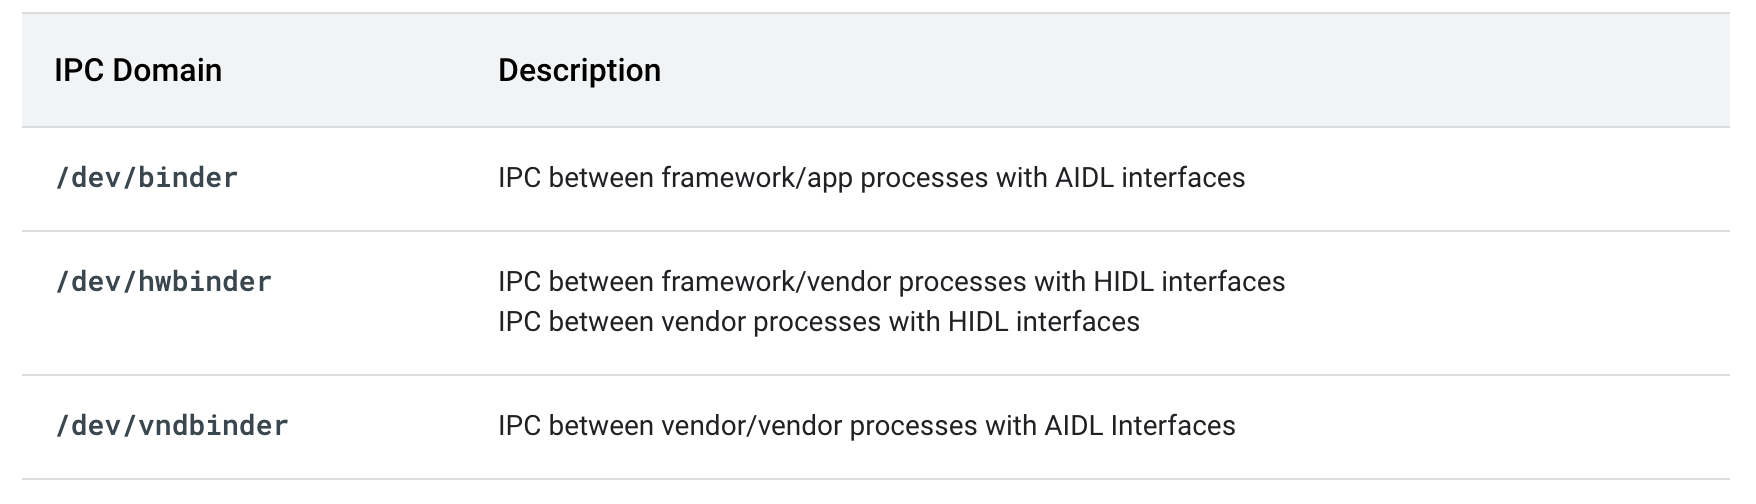 IPC Domain
Description
/dev/binder
IPC between framework/app processes with AIDL interfaces
/dev/hwbinder
IPC between framework/vendor processes with HIDL interfaces
IPC between vendor processes with HIDL interfaces
/dev/vndbinder
IPC between vendor/vendor processes with AIDL Interfaces